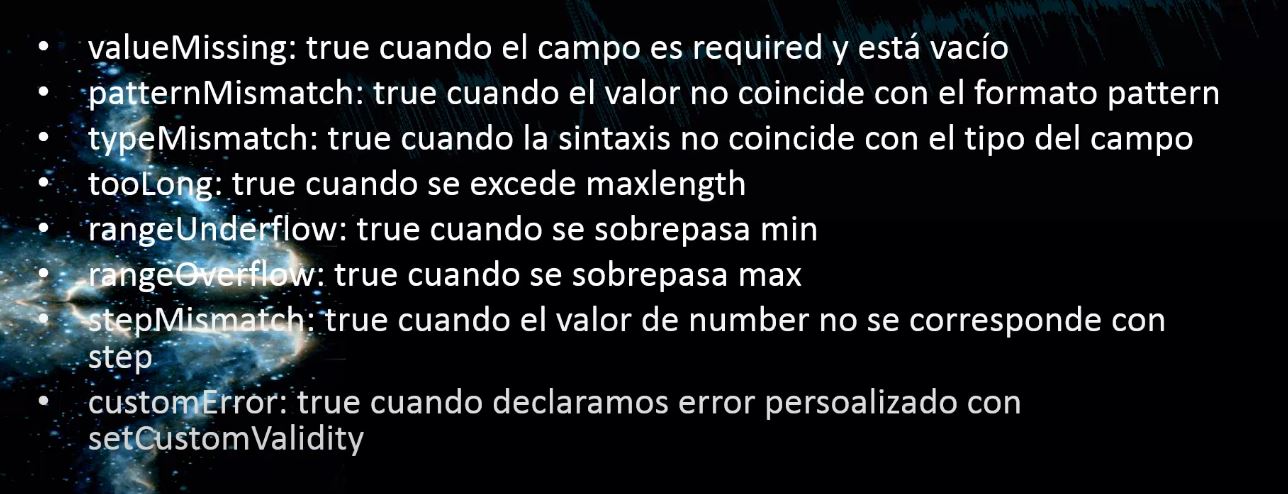 • valueMissing: true cuando el campo es required y está vacío
• patternMismatch: true cuando el valor no coincide con el formato pattern
• typeMismatch: true cuando la sintaxis no coincide con el tipo del campo
• tooLong: true cuando se excede maxlength
• rangeUnderflow: true cuando se sobrepasa min
• rangeOverflow: true cuando se sobrepasa max
• stepMismatch: true cuando el valor de number no se corresponde con
step
• customError: true cuando declaramos error persoalizado con
setCustomValidity